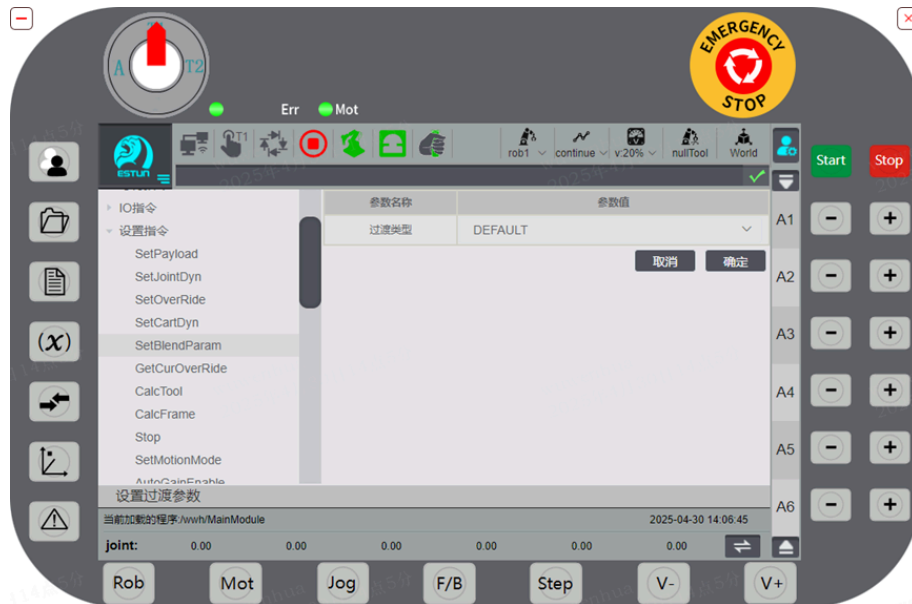 EMERGENCY
STOP
A
T2
Err
Mot
ESTUN
T1
rob1
continue
v:20%
nullTool
World
Start
Stop
IO指令
设置指令
SetPayload
SetJointDyn
SetOverRide
SetCartDyn
SetBlendParam
GetCurOverRide
CalcTool
CalcFrame
Stop
SetMotionMode
AutoGainEnable
参数名称 参数值
过渡类型 DEFAULT
取消 确定
A1
A2
A3
A4
A5
A6
(x)
设置过渡参数
当前加载的程序:/wwh/MainModule 2025-04-30 14:06:45
joint: 0.00 0.00 0.00 0.00 0.00 0.00
Rob Mot Jog F/B Step V- V+